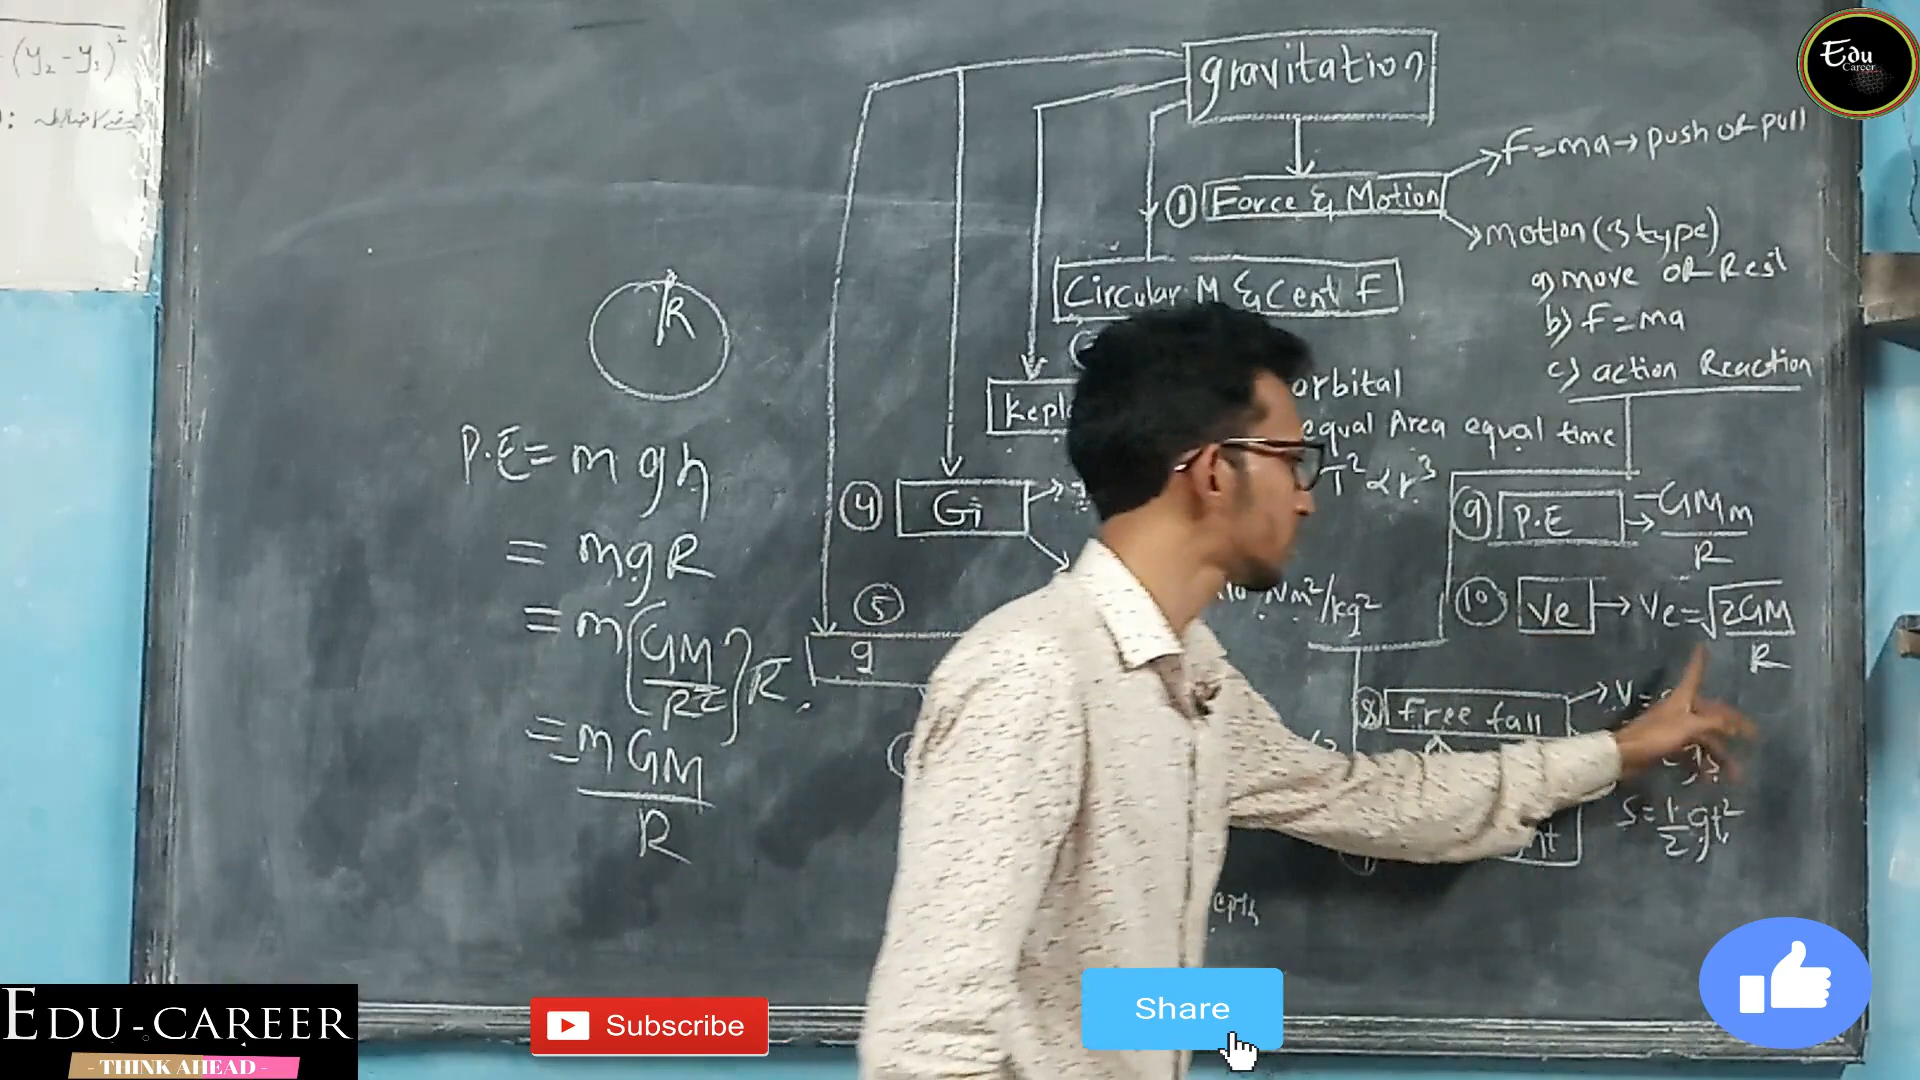 (y₂-y₁)²
Edu
Career
gravitation
F=ma→push or pull
① Force & Motion
motion (3 type)
a) move or Rest
b) F=ma
c) action Reaction
Circular M & Cent F
R
orbital
equal Area equal time
T²∝r³
P.E= mgh
= mgR
= m(GM/R²)R
= mGM/R
④ G
Nm²/kg²
⑤
g
⑨ P.E → -GMm/R
⑩ Ve → Ve=√2GM/R
⑧ free fall
V=
S=1/2gt²
epth
EDU-CAREER
- THINK AHEAD -
Subscribe
Share